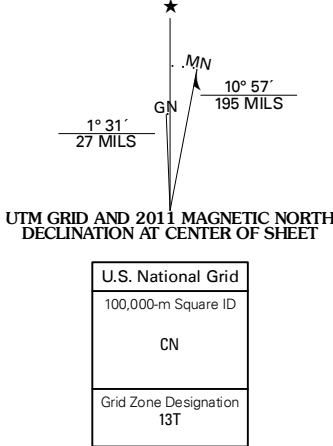 ★
MN
GN
10° 57´
195 MILS
1° 31´
27 MILS
UTM GRID AND 2011 MAGNETIC NORTH
DECLINATION AT CENTER OF SHEET
U.S. National Grid
100,000-m Square ID
CN
Grid Zone Designation
13T